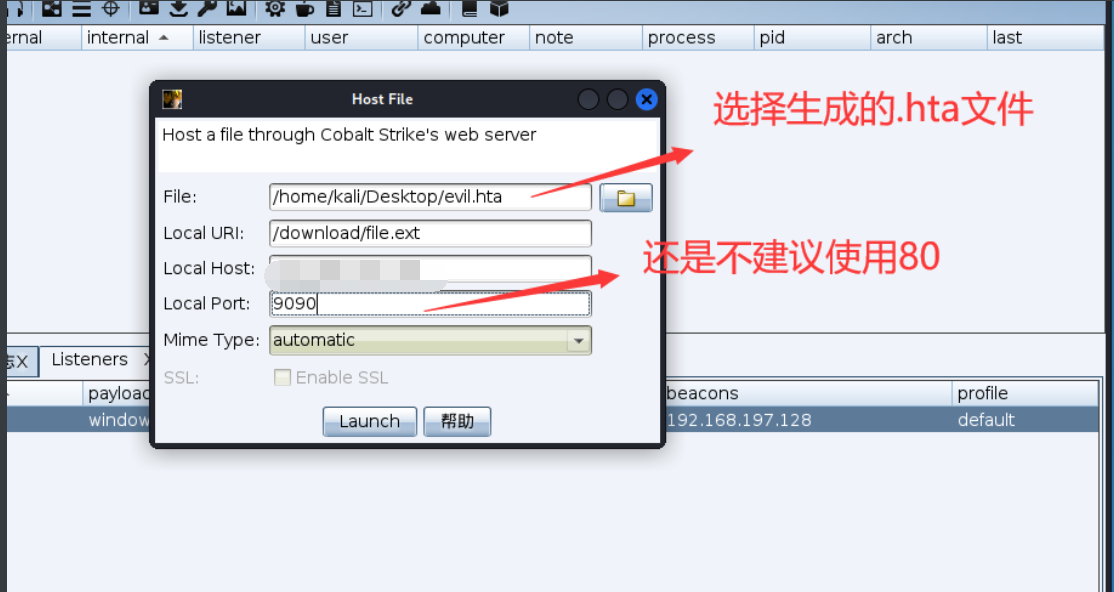 ernal internal listener user computer note process pid arch last
Host File
选择生成的.hta文件
Host a file through Cobalt Strike's web server
File: /home/kali/Desktop/evil.hta
Local URI: /download/file.ext
还是不建议使用80
Local Host:
Local Port: 9090
Mime Type: automatic
志X Listeners X
SSL: Enable SSL
payloa beacons profile
Launch 帮助
window 192.168.197.128 default